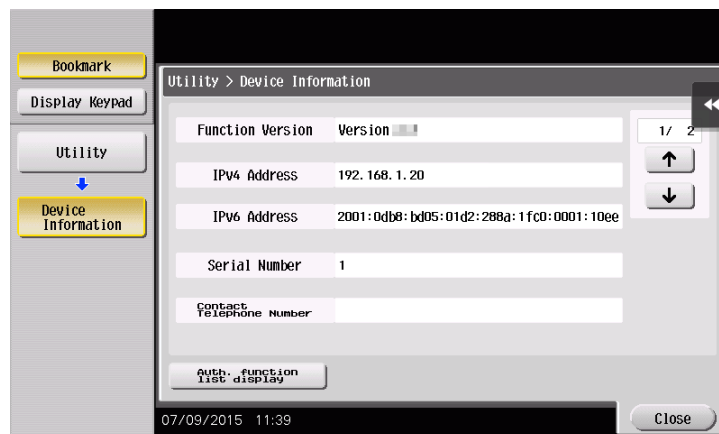 Bookmark
Display Keypad
Utility
Device
Information
Utility > Device Information
Function Version Version
1/ 2
IPv4 Address 192.168.1.20
IPv6 Address 2001:0db8:bd05:01d2:288a:1fc0:0001:10ee
Serial Number 1
Contact
Telephone Number
Auth. function
list display
07/09/2015 11:39
Close